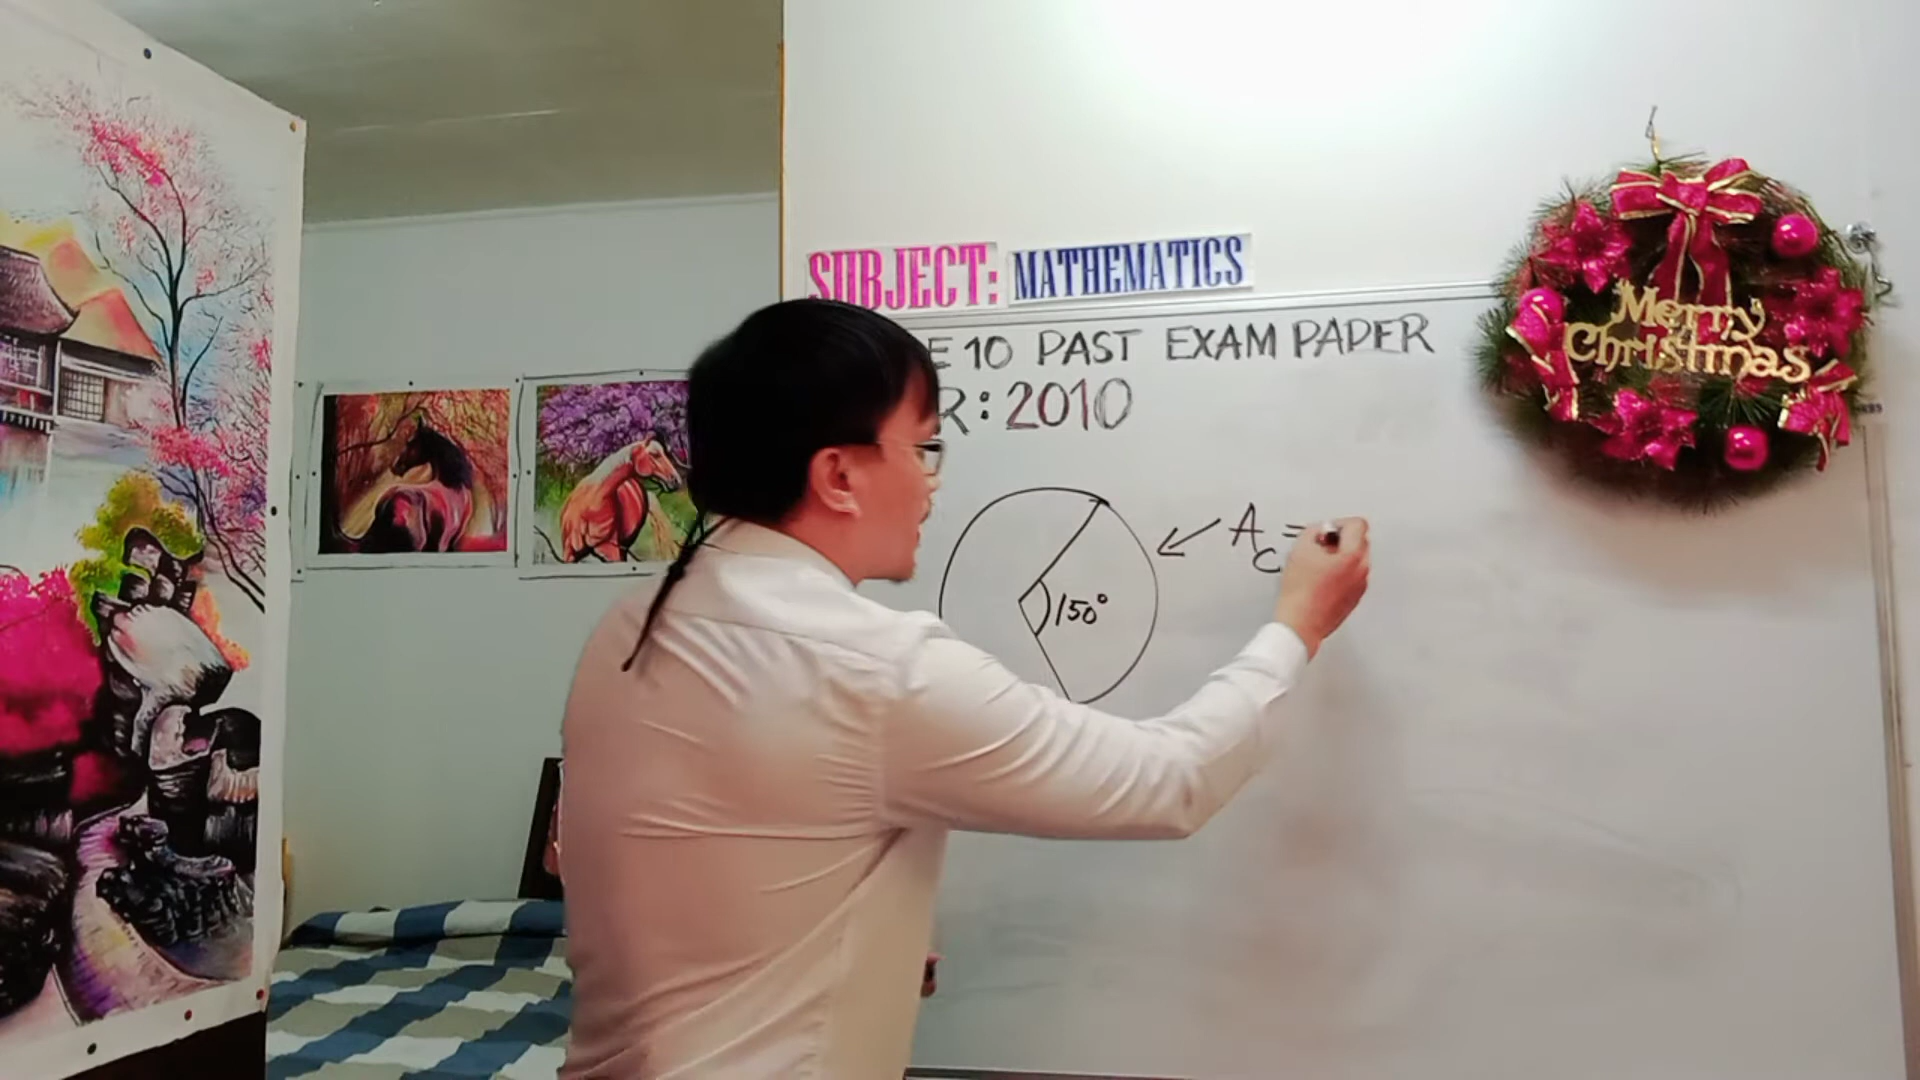 SUBJECT: MATHEMATICS
E 10 PAST EXAM PAPER
R : 2010
A
C =
150°
Merry
Christmas